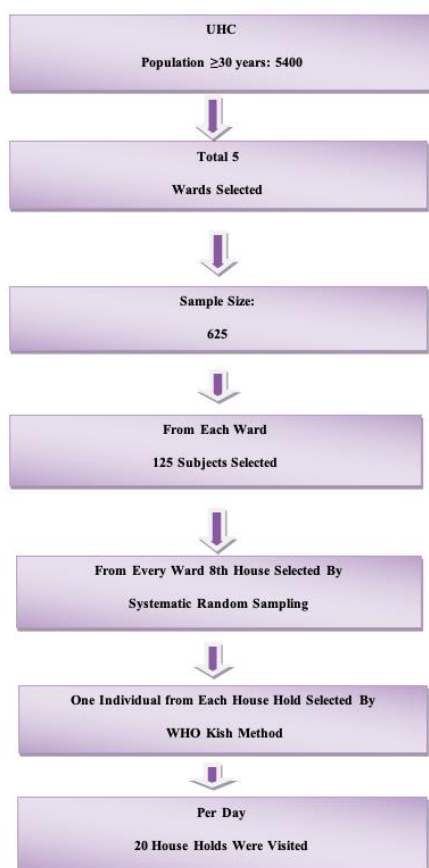 UHC
Population ≥30 years: 5400
Total 5
Wards Selected
Sample Size:
625
From Each Ward
125 Subjects Selected
From Every Ward 8th House Selected By
Systematic Random Sampling
One Individual from Each House Hold Selected By
WHO Kish Method
Per Day
20 House Holds Were Visited